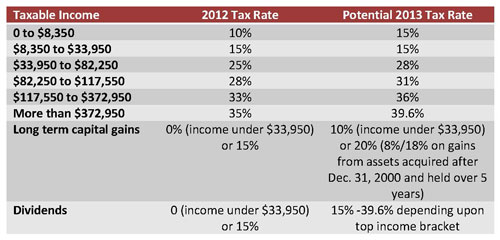 Taxable Income 2012 Tax Rate Potential 2013 Tax Rate
0 to $8,350 10% 15%
$8,350 to $33,950 15% 15%
$33,950 to $82,250 25% 28%
$82,250 to $117,550 28% 31%
$117,550 to $372,950 33% 36%
More than $372,950 35% 39.6%
Long term capital gains 0% (income under $33,950) 10% (income under $33,950)
or 15% or 20% (8%/18% on gains
from assets acquired after
Dec. 31, 2000 and held over 5
years)
Dividends 0 (income under $33,950) 15% -39.6% depending upon
or 15% top income bracket